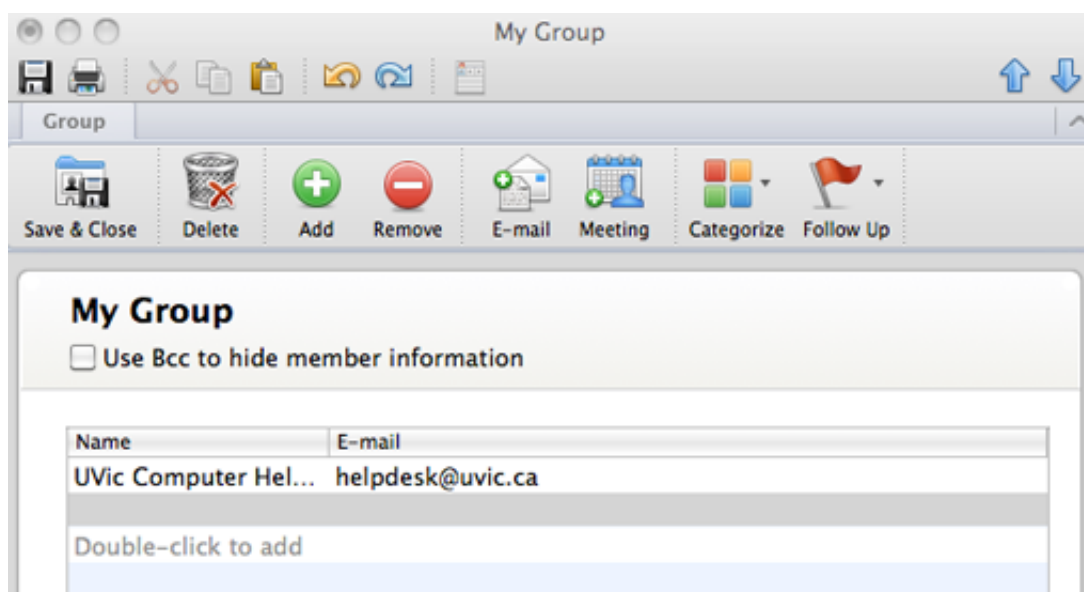 My Group
Group
Save & Close Delete Add Remove E-mail Meeting Categorize Follow Up
My Group
Use Bcc to hide member information
Name E-mail
UVic Computer Hel... helpdesk@uvic.ca
Double-click to add